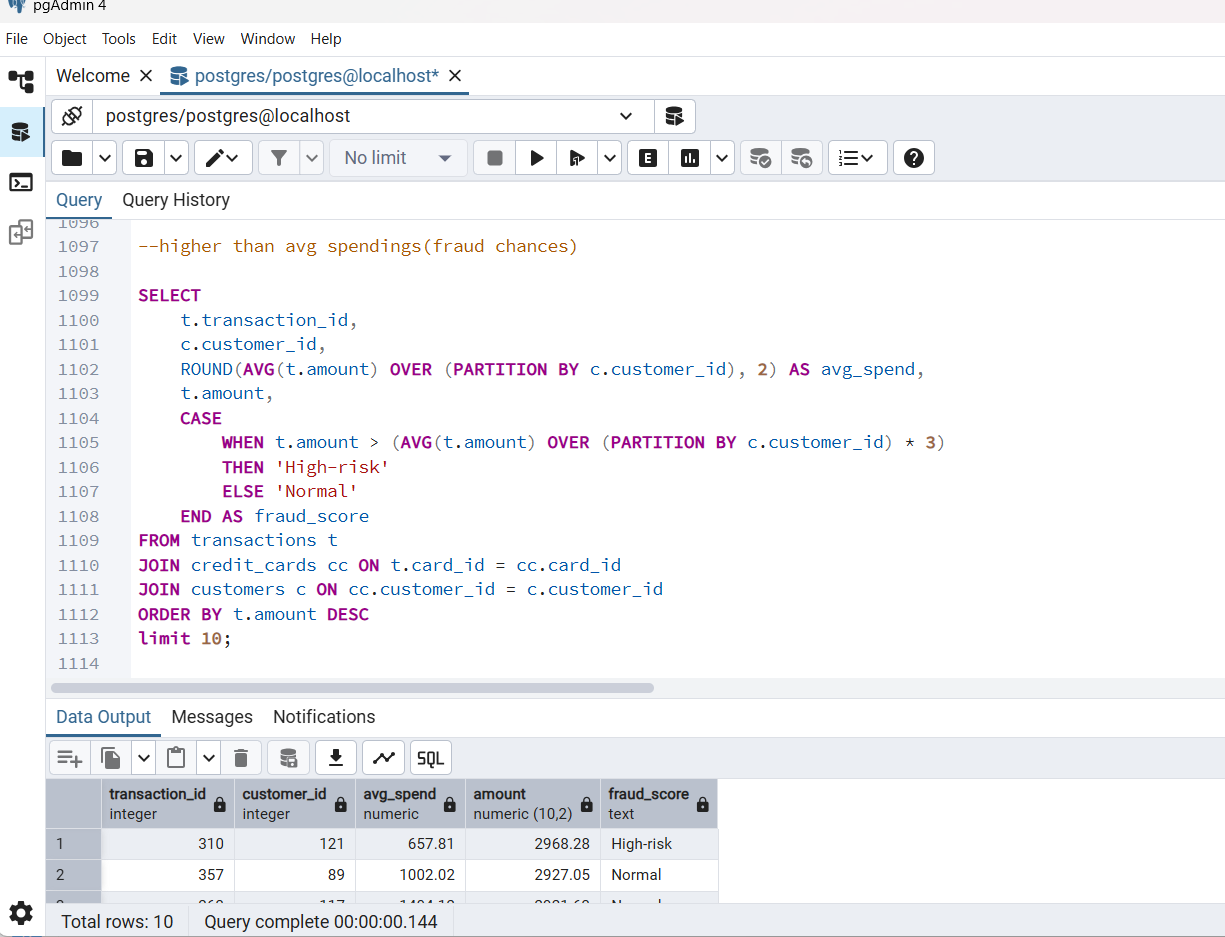 pgAdmin 4
File Object Tools Edit View Window Help
Welcome postgres/postgres@localhost*
postgres/postgres@localhost
No limit
E
Query Query History
1096
1097 --higher than avg spendings(fraud chances)
1098
1099 SELECT
1100 t.transaction_id,
1101 c.customer_id,
1102 ROUND(AVG(t.amount) OVER (PARTITION BY c.customer_id), 2) AS avg_spend,
1103 t.amount,
1104 CASE
1105 WHEN t.amount > (AVG(t.amount) OVER (PARTITION BY c.customer_id) * 3)
1106 THEN 'High-risk'
1107 ELSE 'Normal'
1108 END AS fraud_score
1109 FROM transactions t
1110 JOIN credit_cards cc ON t.card_id = cc.card_id
1111 JOIN customers c ON cc.customer_id = c.customer_id
1112 ORDER BY t.amount DESC
1113 limit 10;
1114
Data Output Messages Notifications
SQL
transaction_id customer_id avg_spend amount fraud_score
integer integer numeric numeric (10,2) text
1 310 121 657.81 2968.28 High-risk
2 357 89 1002.02 2927.05 Normal
Total rows: 10 Query complete 00:00:00.144